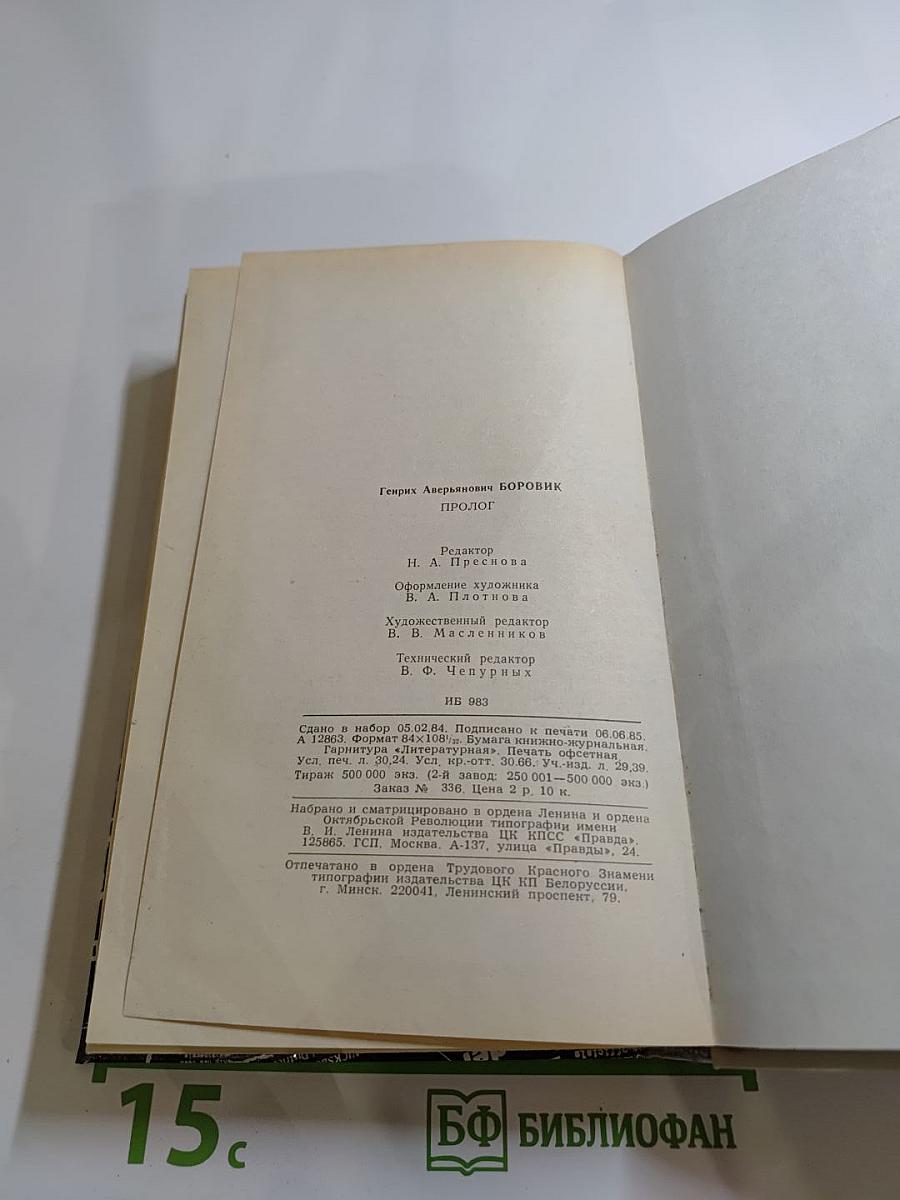 Генрих Аверьянович БОРОВИК
ПРОЛОГ
Редактор
Н. А. Преснова
Оформление художника
В. А. Плотнова
Художественный редактор
В. В. Масленников
Технический редактор
В. Ф. Чепурных
ИБ 983
Сдано в набор 05.02.84. Подписано к печати 06.06.85.
А 12863. Формат 84×108¹/₃₂. Бумага книжно-журнальная.
Гарнитура «Литературная». Печать офсетная
Усл. печ. л. 30,24. Усл. кр.-отт. 30.66. Уч.-изд. л. 29,39.
Тираж 500 000 экз. (2-й завод: 250 001—500 000 экз.)
Заказ № 336. Цена 2 р. 10 к.
Набрано и сматрицировано в ордена Ленина и ордена
Октябрьской Революции типографии имени
В. И. Ленина издательства ЦК КПСС «Правда».
125865. ГСП, Москва. А-137, улица «Правды», 24.
Отпечатано в ордена Трудового Красного Знамени
типографии издательства ЦК КП Белоруссии,
г. Минск. 220041, Ленинский проспект, 79.
15 с
БФ БИБЛИОФАН